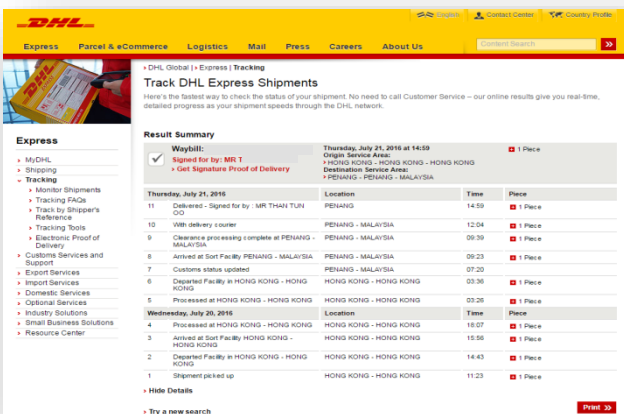 DHL
English Contact Center Country Profile
Express Parcel & eCommerce Logistics Mail Press Careers About Us
Content Search
DHL Global | Express | Tracking
Track DHL Express Shipments
Here's the fastest way to check the status of your shipment. No need to call Customer Service – our online results give you real-time,
detailed progress as your shipment speeds through the DHL network.
Express
MyDHL
Shipping
Tracking
Monitor Shipments
Tracking FAQs
Track by Shipper's
Reference
Tracking Tools
Electronic Proof of
Delivery
Customs Services and
Support
Export Services
Import Services
Domestic Services
Optional Services
Industry Solutions
Small Business Solutions
Resource Center
Result Summary
Waybill:
Signed for by: MR T
Get Signature Proof of Delivery
Thursday, July 21, 2016 at 14:59
Origin Service Area:
HONG KONG - HONG KONG - HONG KONG
Destination Service Area:
PENANG - PENANG - MALAYSIA
1 Piece
Thursday, July 21, 2016 Location Time Piece
11 Delivered - Signed for by : MR THAN TUN PENANG 14:59 1 Piece
OO
10 With delivery courier PENANG - MALAYSIA 12:04 1 Piece
9 Clearance processing complete at PENANG - PENANG - MALAYSIA 09:39 1 Piece
MALAYSIA
8 Arrived at Sort Facility PENANG - MALAYSIA PENANG - MALAYSIA 09:23 1 Piece
7 Customs status updated PENANG - MALAYSIA 07:20
6 Departed Facility in HONG KONG - HONG HONG KONG - HONG KONG 03:36 1 Piece
KONG
5 Processed at HONG KONG - HONG KONG HONG KONG - HONG KONG 03:26 1 Piece
Wednesday, July 20, 2016 Location Time Piece
4 Processed at HONG KONG - HONG KONG HONG KONG - HONG KONG 18:07 1 Piece
3 Arrived at Sort Facility HONG KONG - HONG KONG - HONG KONG 15:56 1 Piece
HONG KONG
2 Departed Facility in HONG KONG - HONG HONG KONG - HONG KONG 14:43 1 Piece
KONG
1 Shipment picked up HONG KONG - HONG KONG 11:23 1 Piece
Hide Details
Try a new search
Print